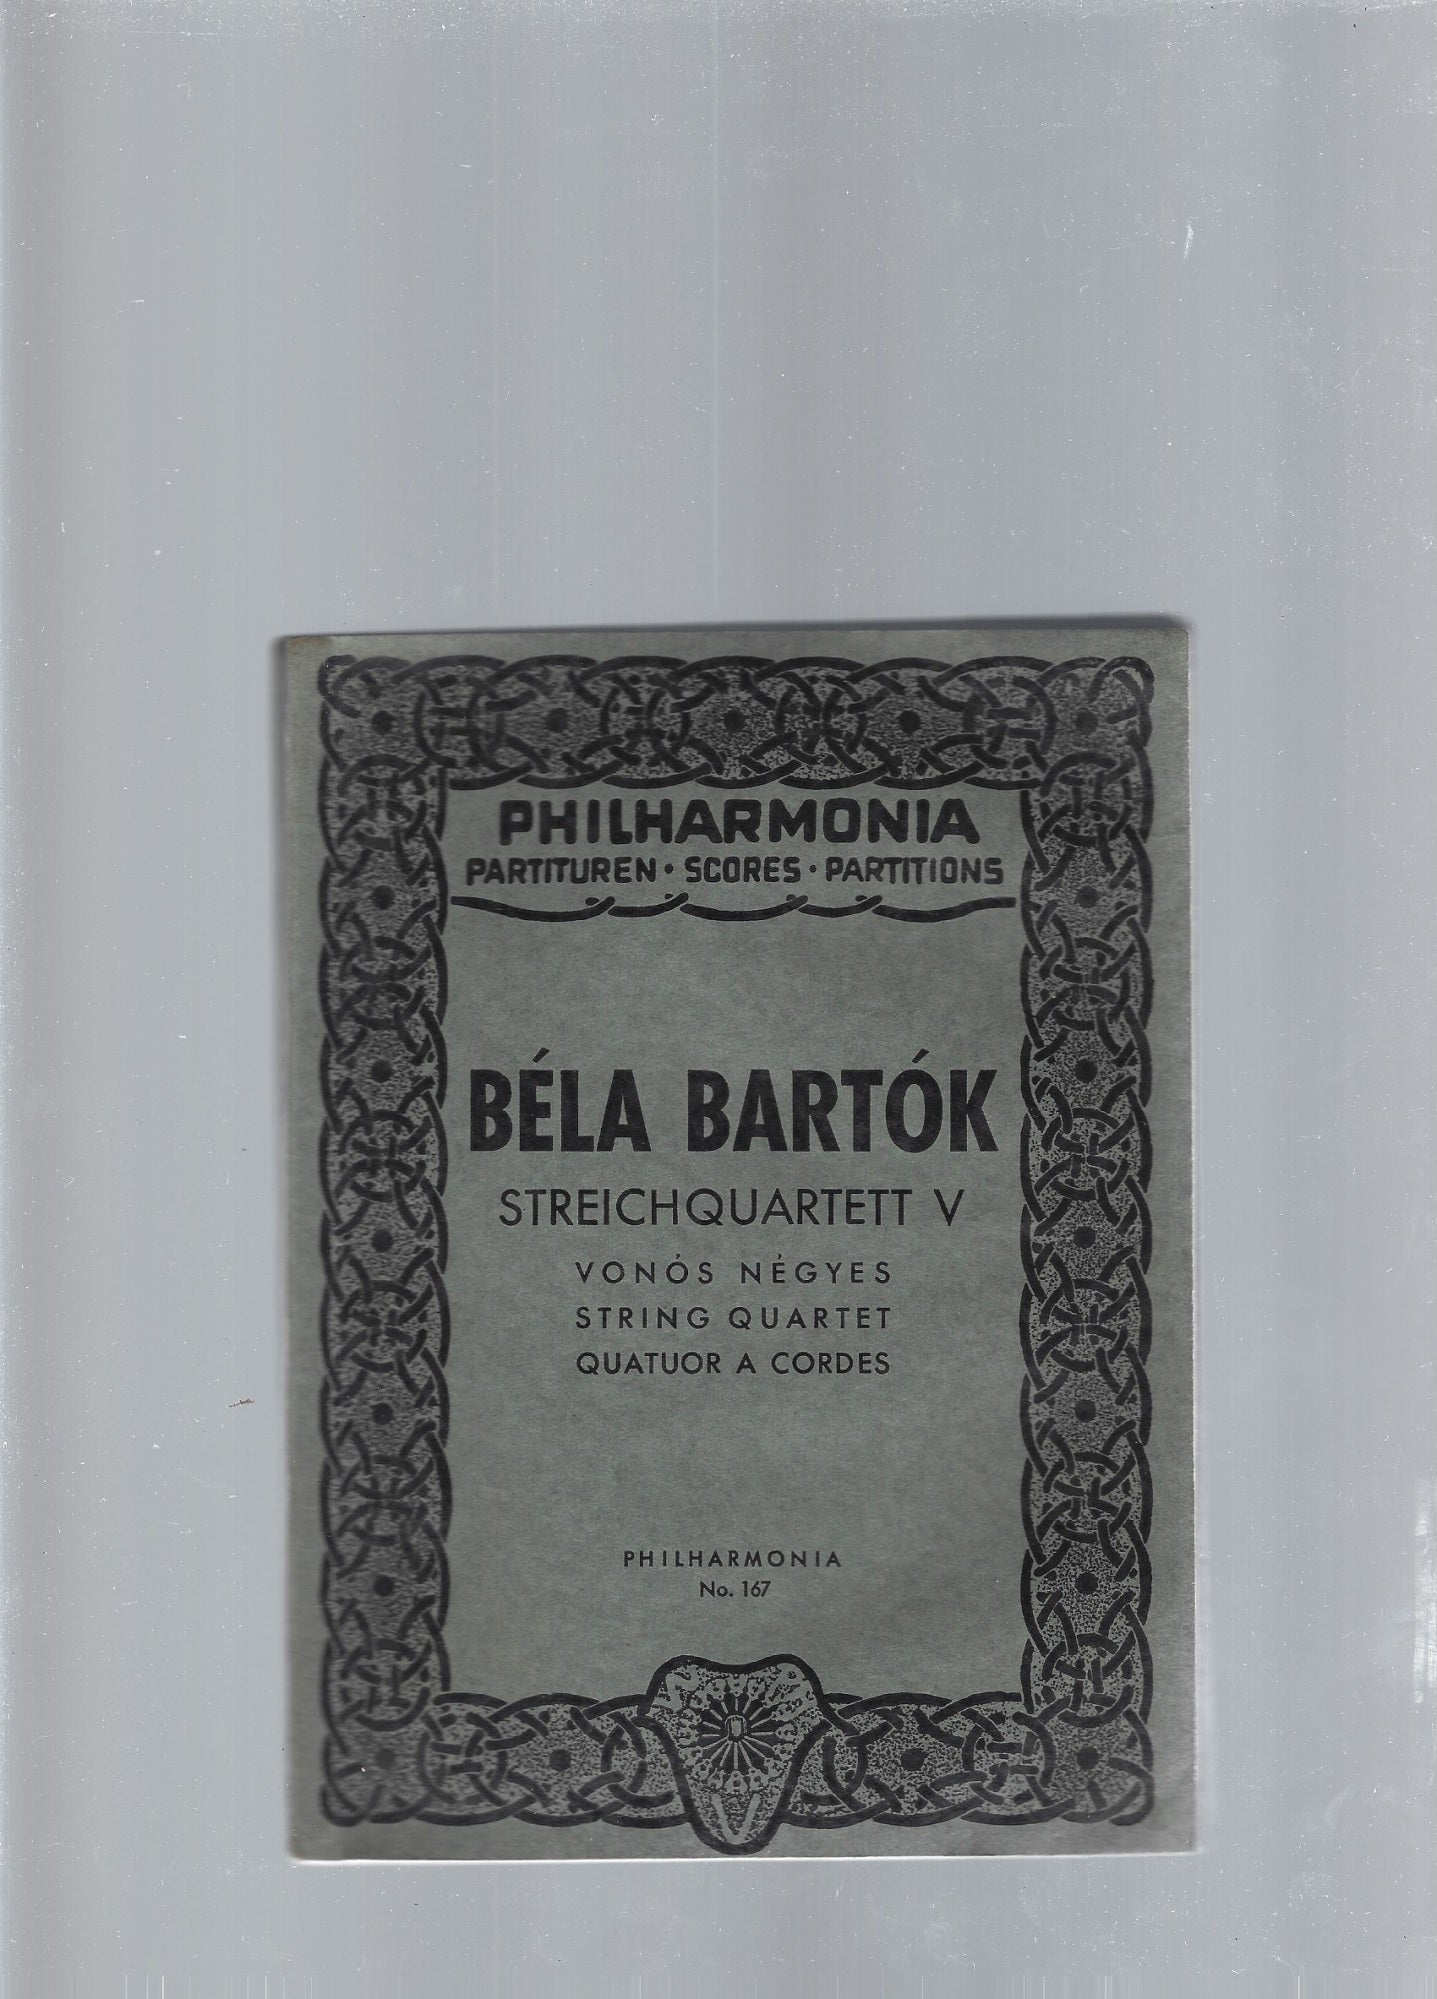 PHILHARMONIA
PARTITUREN · SCORES · PARTITIONS
BÉLA BARTÓK
STREICHQUARTETT V
VONÓS NÉGYES
STRING QUARTET
QUATUOR A CORDES
PHILHARMONIA
No. 167